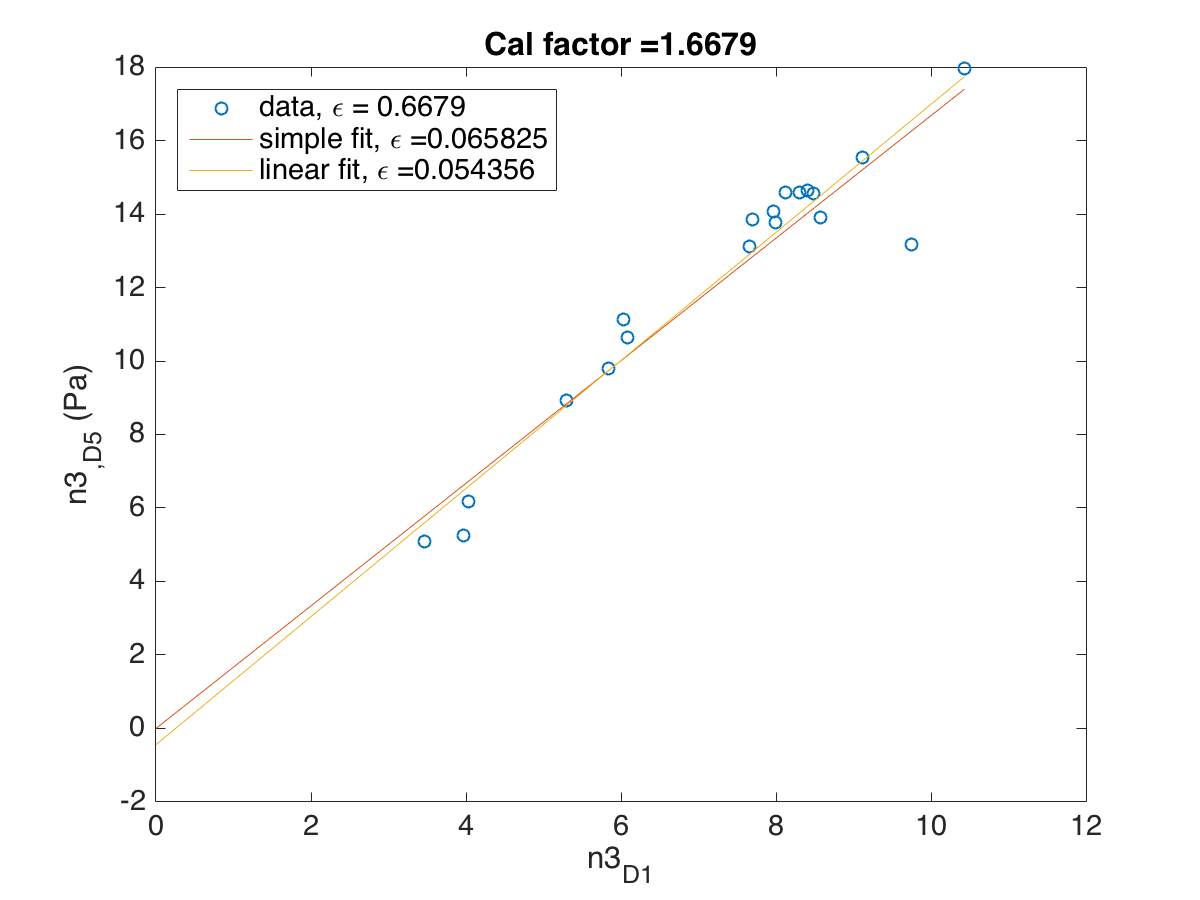 Cal factor =1.6679
data, ϵ = 0.6679
simple fit, ϵ =0.065825
linear fit, ϵ =0.054356
18
16
14
12
10
8
6
4
2
0
-2
n3,D5 (Pa)
0 2 4 6 8 10 12
n3D1